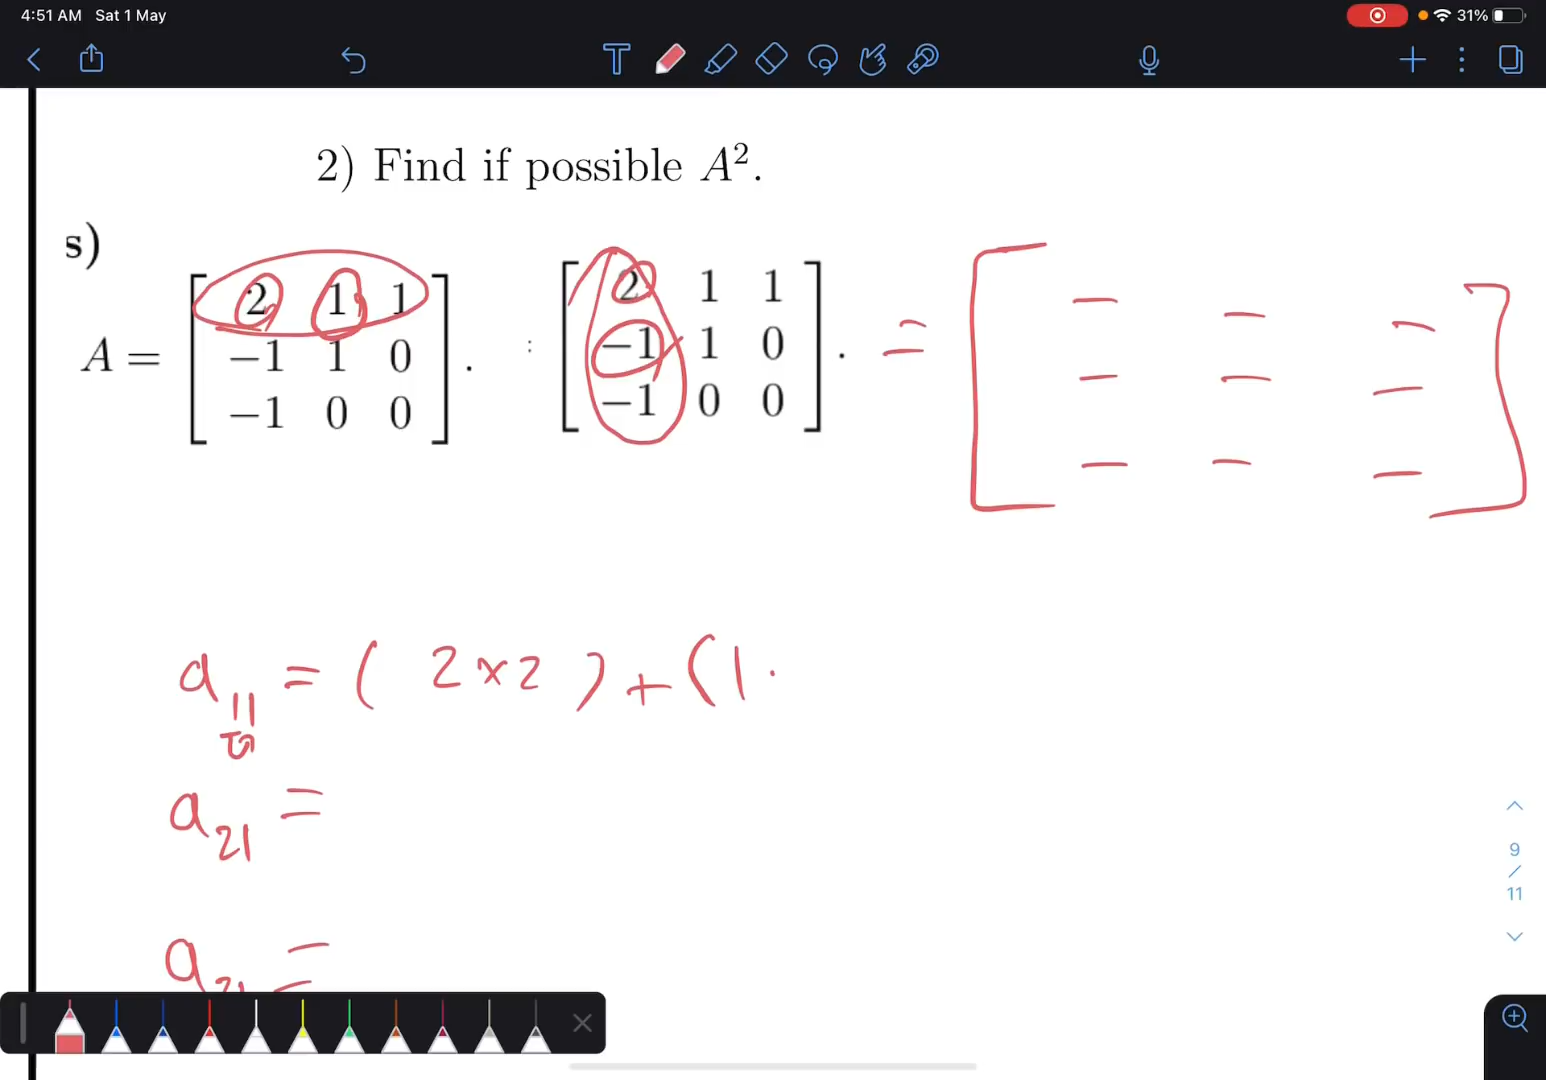 4:51 AM Sat 1 May
31%
T
2) Find if possible A².
s)
A = [ 2 1 1 ; −1 1 0 ; −1 0 0 ] . : [ 2 1 1 ; −1 1 0 ; −1 0 0 ] . = [ – – – ; – – – ; – – – ]
a₁₁ = ( 2 × 2 ) + ( 1 ·
a₂₁ =
a =
9
/
11